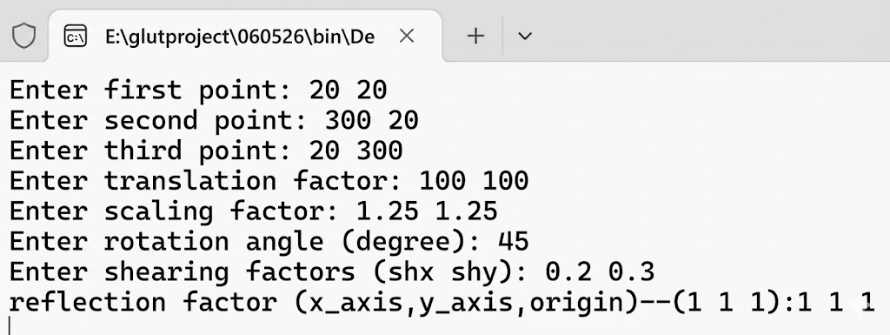 E:\glutproject\060526\bin\De
Enter first point: 20 20
Enter second point: 300 20
Enter third point: 20 300
Enter translation factor: 100 100
Enter scaling factor: 1.25 1.25
Enter rotation angle (degree): 45
Enter shearing factors (shx shy): 0.2 0.3
reflection factor (x_axis,y_axis,origin)--(1 1 1):1 1 1